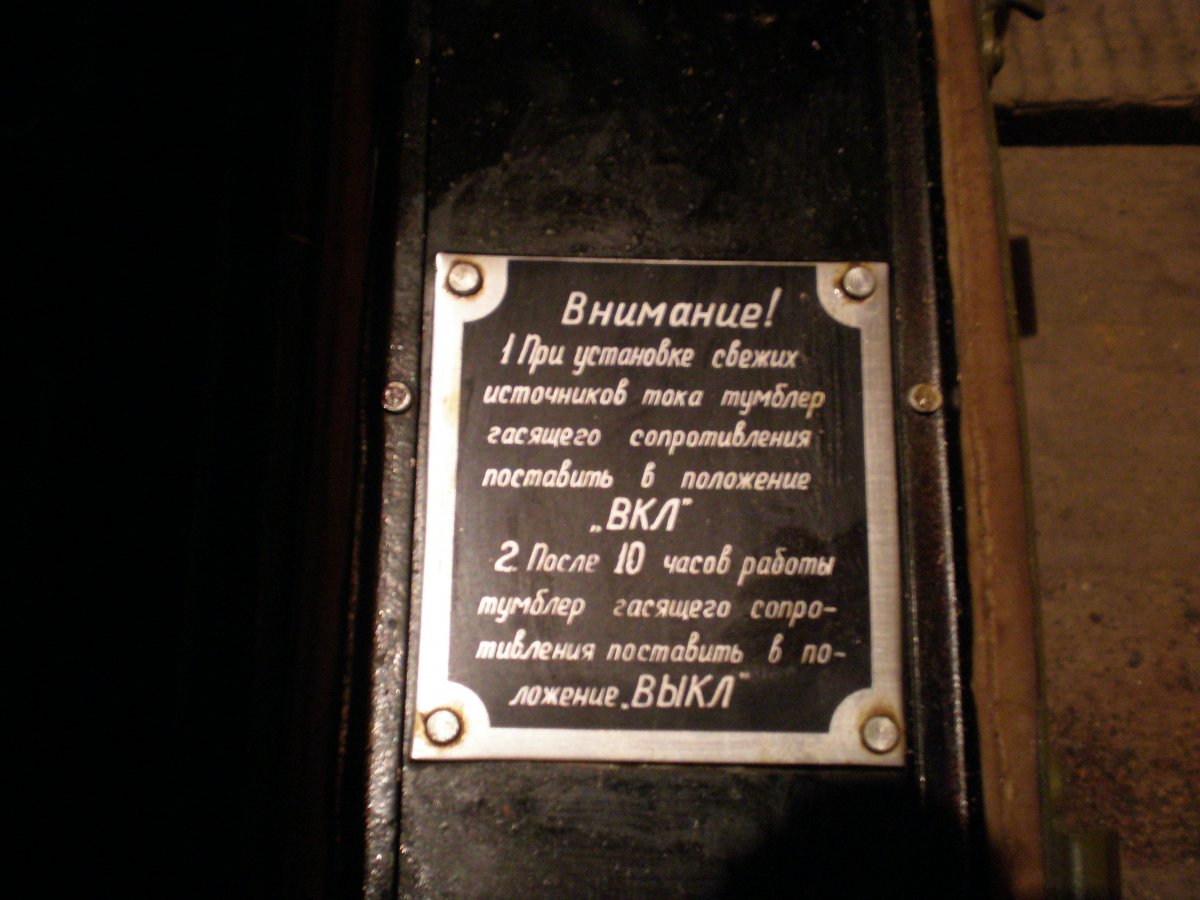 Внимание!
1 При установке свежих
источников тока тумблер
гасящего сопротивления
поставить в положение
„ВКЛ"
2. После 10 часов работы
тумблер гасящего сопро-
тивления поставить в по-
ложение „ВЫКЛ"